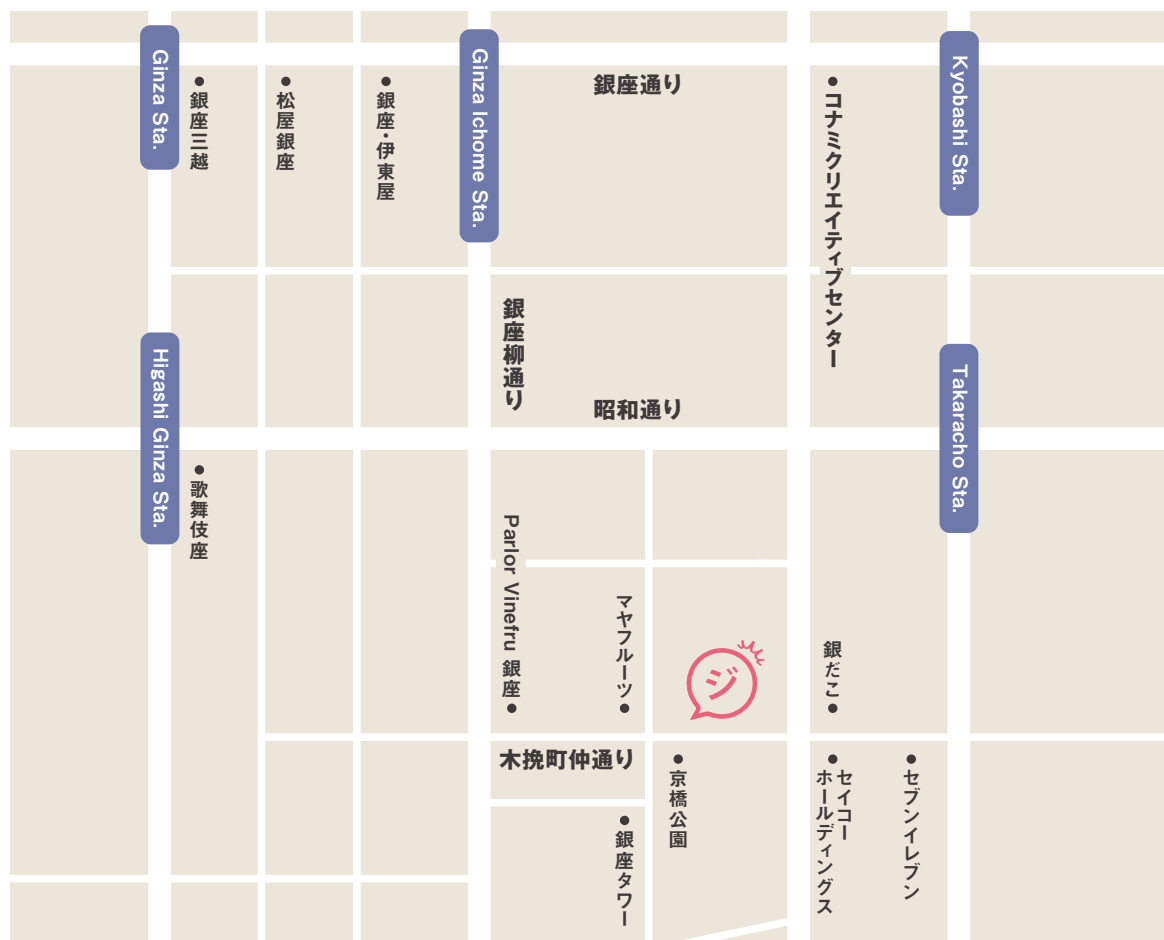 Ginza Sta.
銀座三越
松屋銀座
銀座・伊東屋
Ginza Ichome Sta.
銀座通り
コナミクリエイティブセンター
Kyobashi Sta.
銀座柳通り
昭和通り
Higashi Ginza Sta.
Takaracho Sta.
歌舞伎座
Parlor Vinefru 銀座
マヤフルーツ
ジ
銀だこ
木挽町仲通り
京橋公園
セイコー
ホールディングス
セブンイレブン
銀座タワー